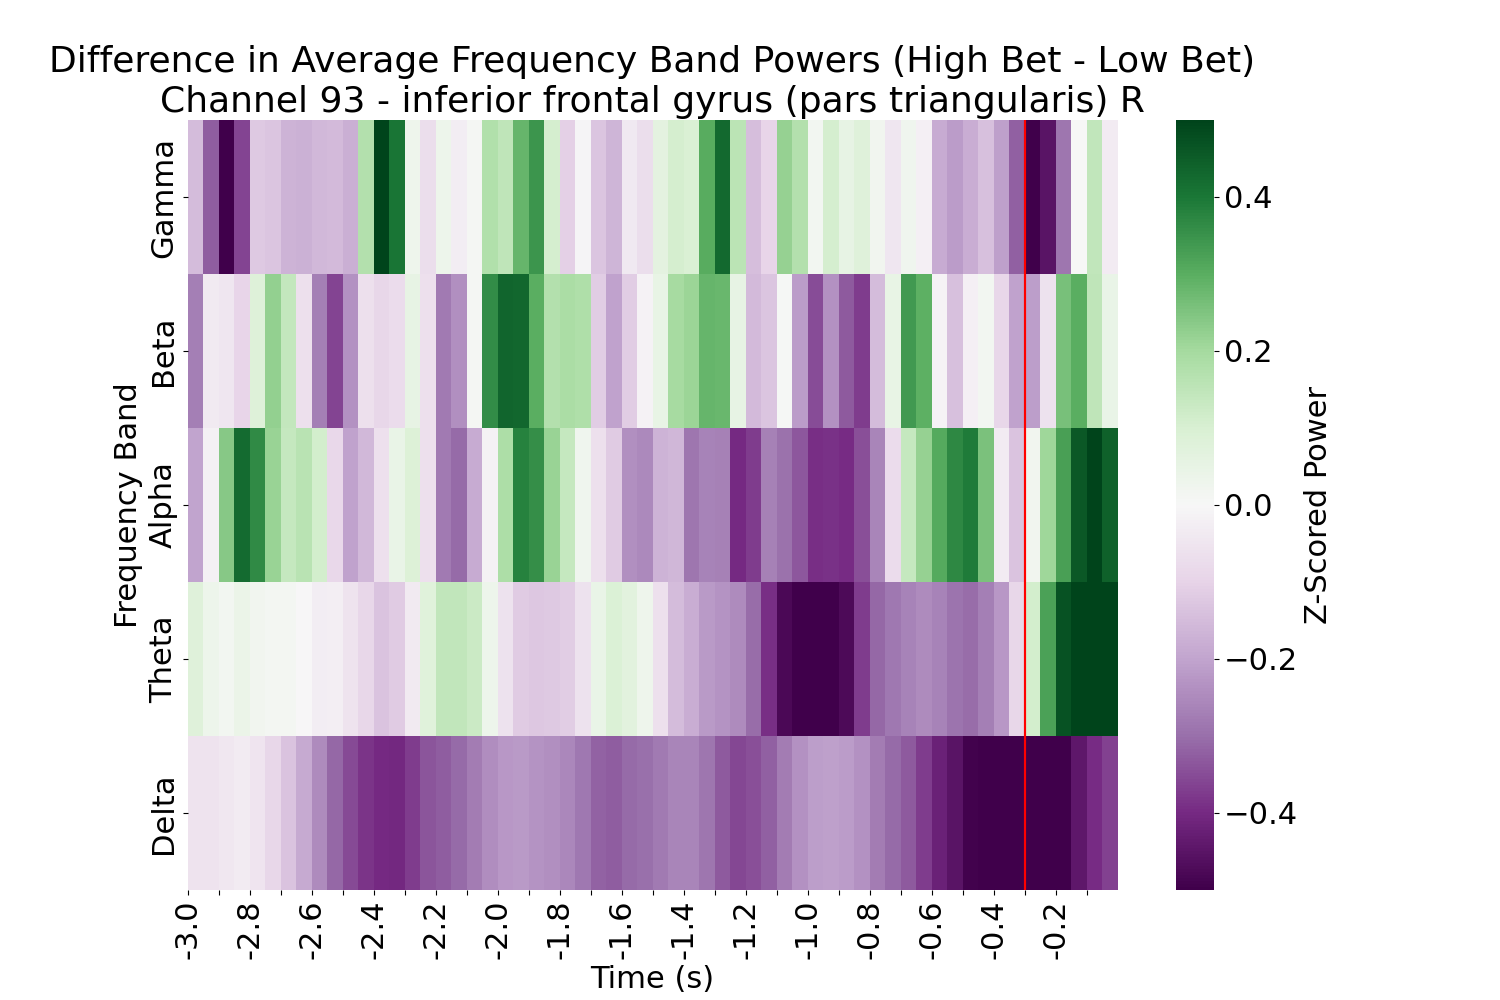 Difference in Average Frequency Band Powers (High Bet - Low Bet)
Channel 93 - inferior frontal gyrus (pars triangularis) R
Frequency Band
Gamma
Beta
Alpha
Theta
Delta
-3.0
-2.8
-2.6
-2.4
-2.2
-2.0
-1.8
-1.6
-1.4
-1.2
-1.0
-0.8
-0.6
-0.4
-0.2
Time (s)
0.4
0.2
0.0
−0.2
−0.4
Z-Scored Power